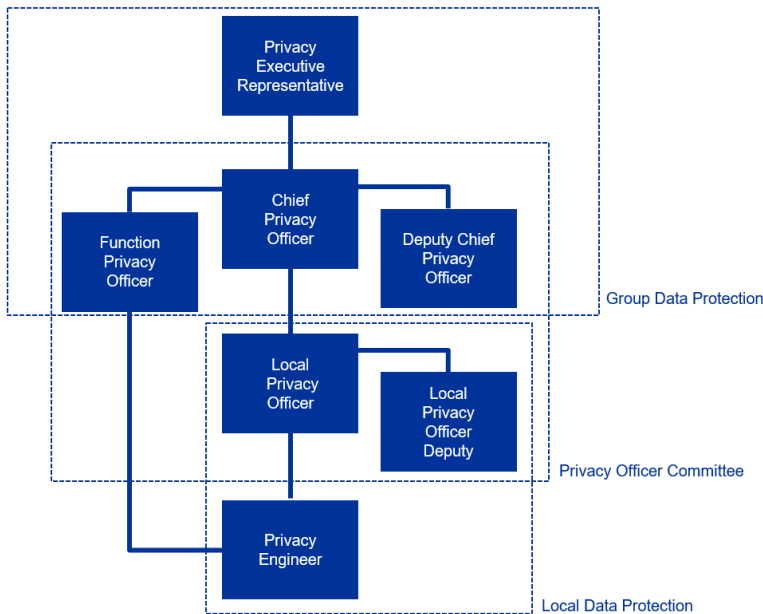 Privacy
Executive
Representative
Chief
Privacy
Officer
Function
Privacy
Officer
Deputy Chief
Privacy
Officer
Group Data Protection
Local
Privacy
Officer
Local
Privacy
Officer
Deputy
Privacy Officer Committee
Privacy
Engineer
Local Data Protection